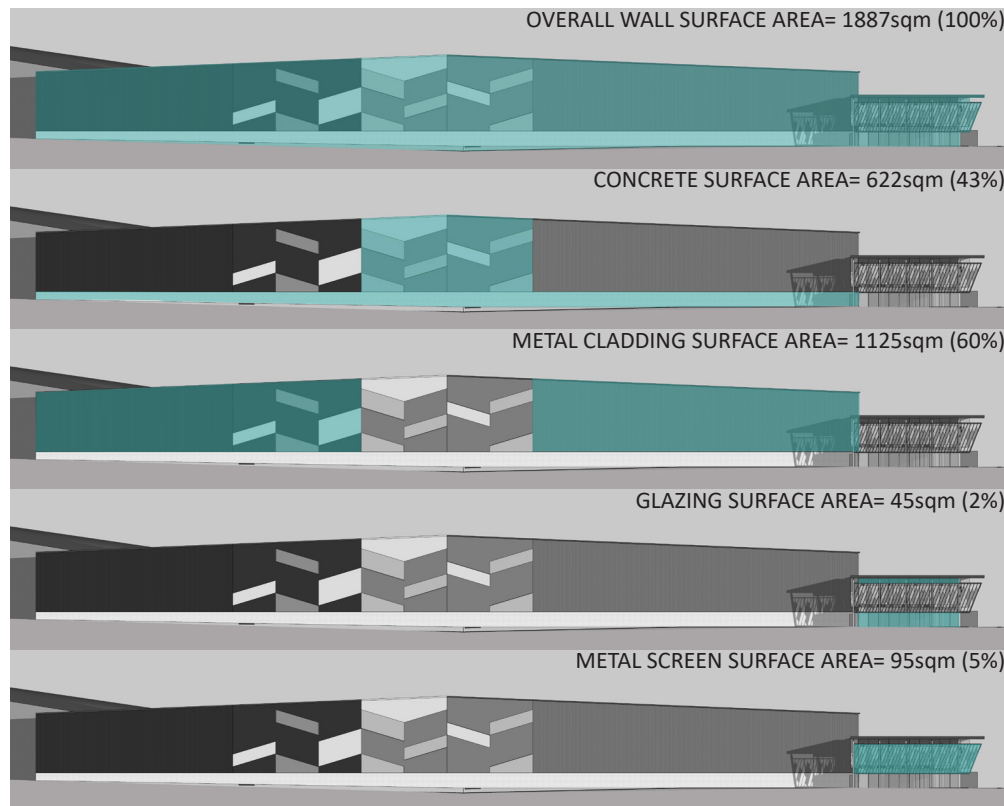 OVERALL WALL SURFACE AREA= 1887sqm (100%)
CONCRETE SURFACE AREA= 622sqm (43%)
METAL CLADDING SURFACE AREA= 1125sqm (60%)
GLAZING SURFACE AREA= 45sqm (2%)
METAL SCREEN SURFACE AREA= 95sqm (5%)